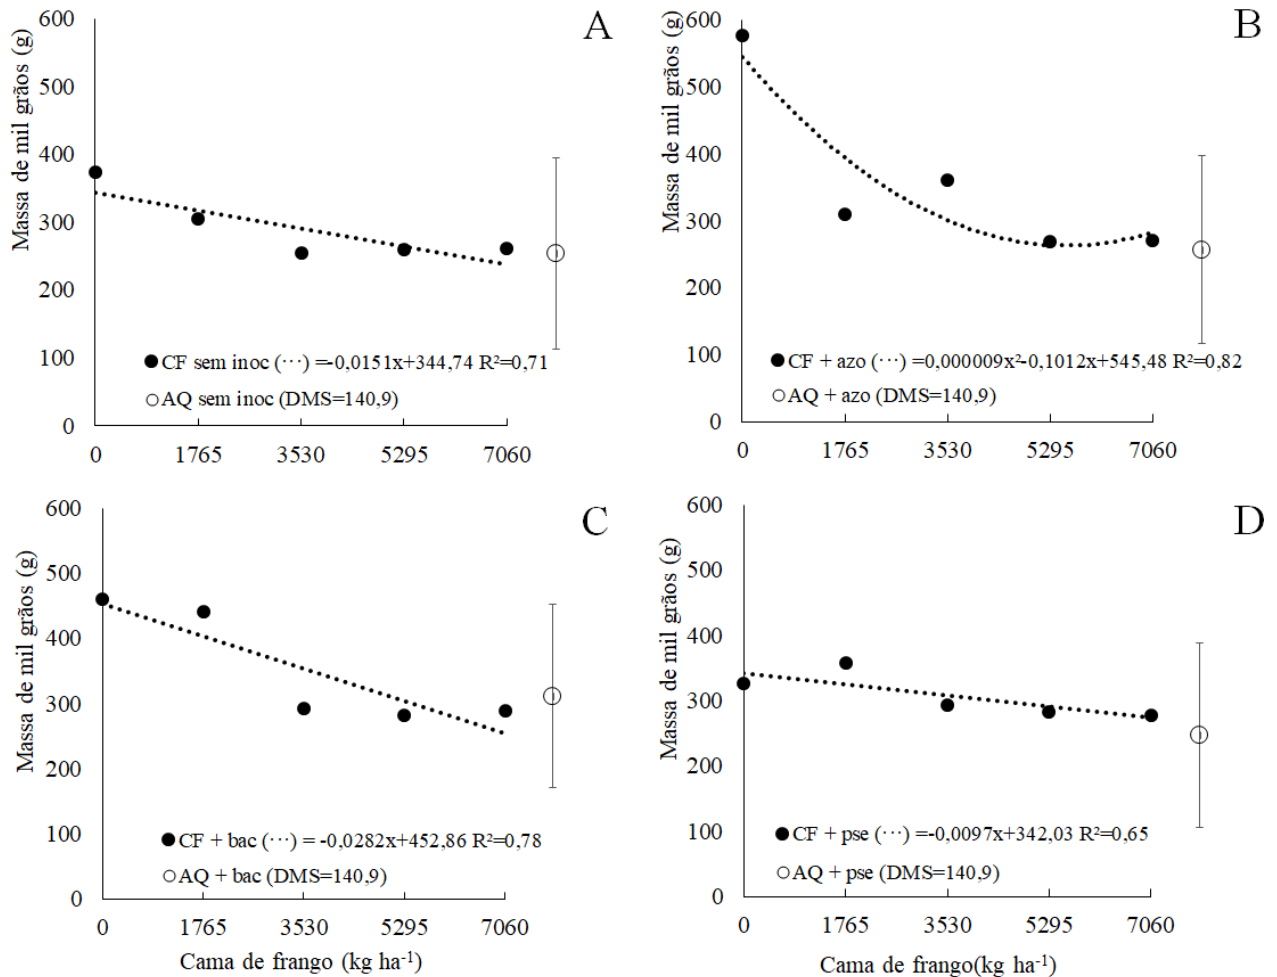 A
Massa de mil grãos (g)
600
500
400
300
200
100
0
CF sem inoc (···) =-0,0151x+344,74 R²=0,71
AQ sem inoc (DMS=140,9)
0 1765 3530 5295 7060
B
Massa de mil grãos (g)
600
500
400
300
200
100
0
CF + azo (···) =0,000009x²-0,1012x+545,48 R²=0,82
AQ + azo (DMS=140,9)
0 1765 3530 5295 7060
C
Massa de mil grãos (g)
600
500
400
300
200
100
0
CF + bac (···) = -0,0282x+452,86 R²=0,78
AQ + bac (DMS=140,9)
0 1765 3530 5295 7060
Cama de frango (kg ha⁻¹)
D
Massa de mil grãos (g)
600
500
400
300
200
100
0
CF + pse (···) =-0,0097x+342,03 R²=0,65
AQ + pse (DMS=140,9)
0 1765 3530 5295 7060
Cama de frango(kg ha⁻¹)